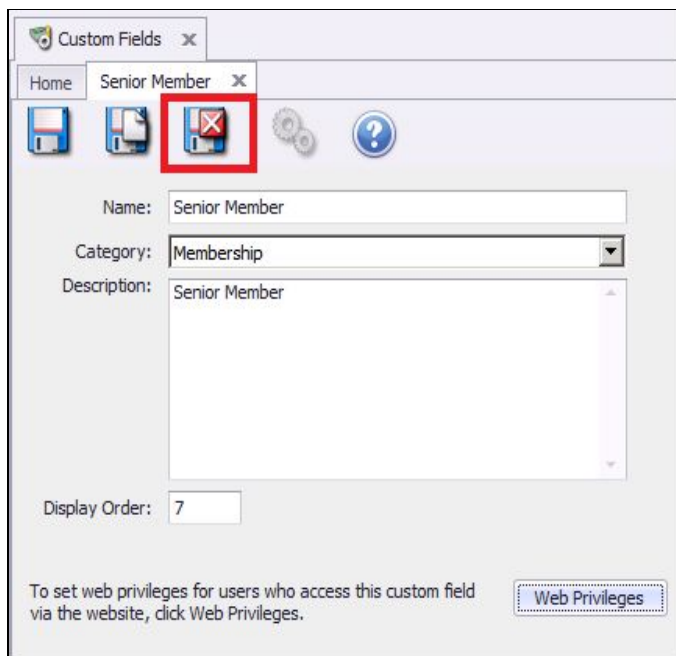 Custom Fields
Home Senior Member
Name: Senior Member
Category: Membership
Description: Senior Member
Display Order: 7
To set web privileges for users who access this custom field
via the website, click Web Privileges.
Web Privileges